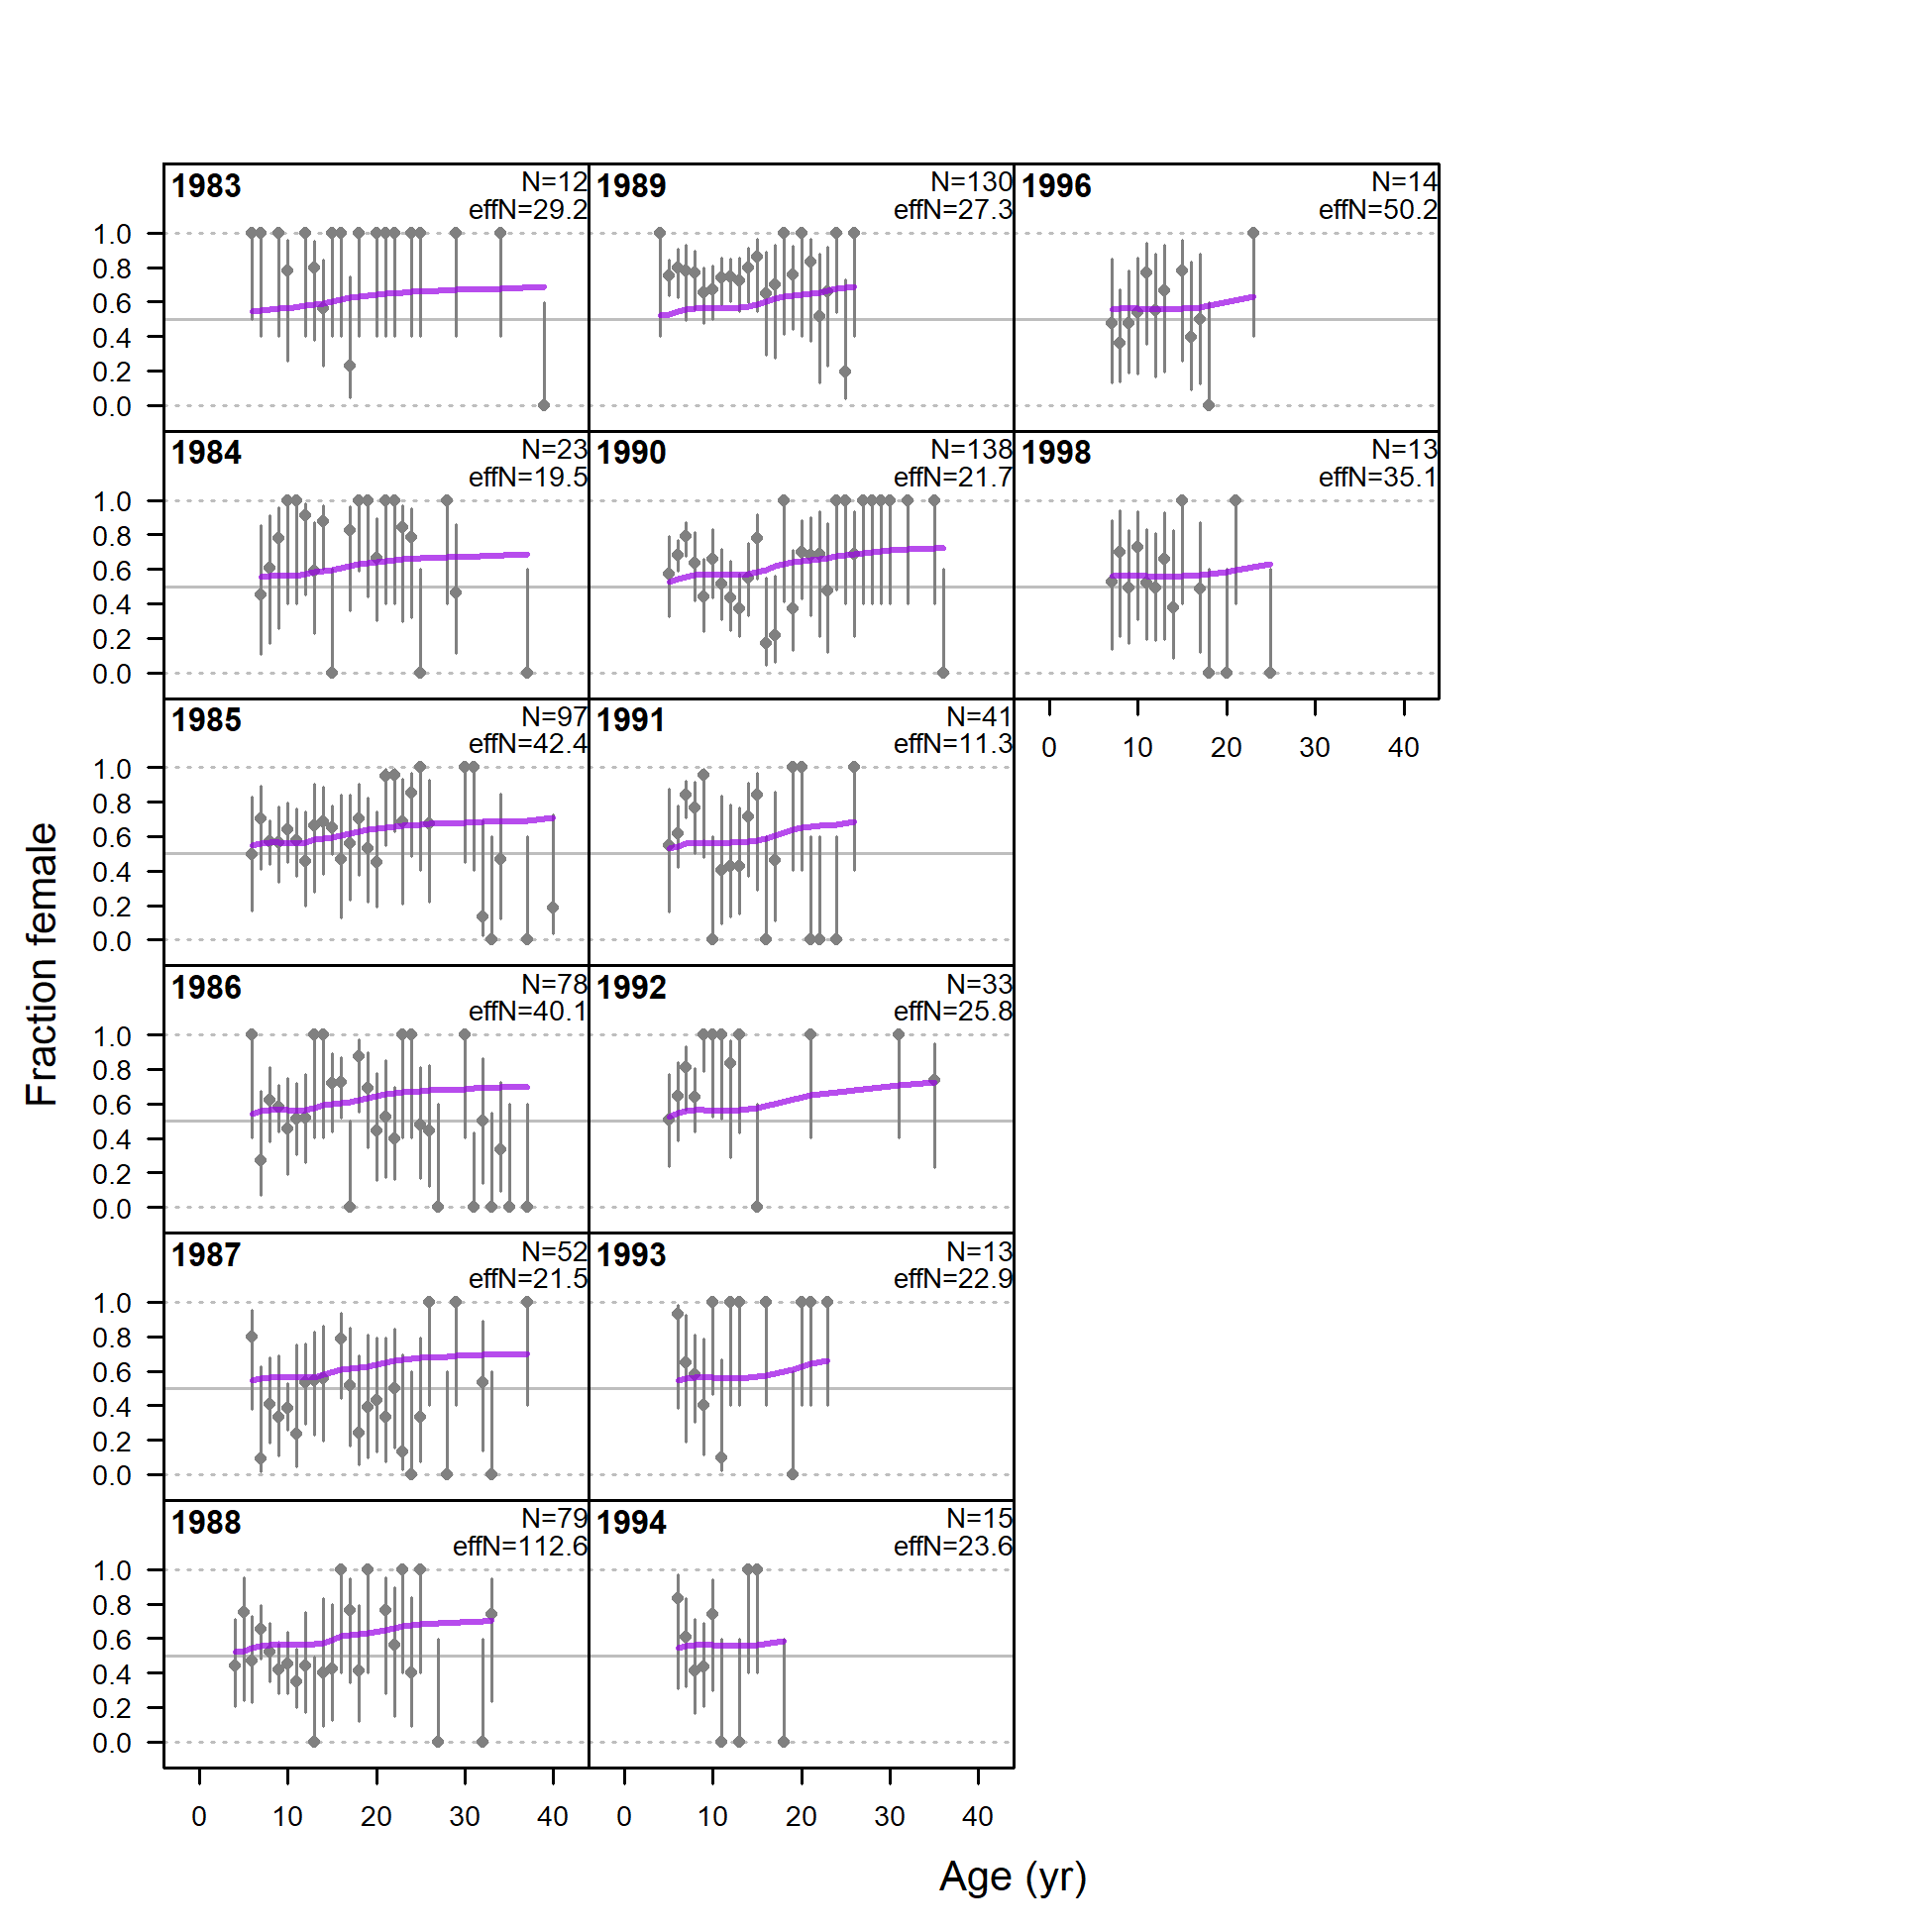 1983 N=12 1989 N=130 1996 N=14
effN=29.2 effN=27.3 effN=50.2
1.0
0.8
0.6
0.4
0.2
0.0
1984 N=23 1990 N=138 1998 N=13
effN=19.5 effN=21.7 effN=35.1
1.0
0.8
0.6
0.4
0.2
0.0
1985 N=97 1991 N=41
effN=42.4 effN=11.3
0 10 20 30 40
1.0
0.8
0.6
0.4
0.2
0.0
1986 N=78 1992 N=33
effN=40.1 effN=25.8
1.0
0.8
0.6
0.4
0.2
0.0
1987 N=52 1993 N=13
effN=21.5 effN=22.9
1.0
0.8
0.6
0.4
0.2
0.0
1988 N=79 1994 N=15
effN=112.6 effN=23.6
1.0
0.8
0.6
0.4
0.2
0.0
0 10 20 30 40 0 10 20 30 40
Fraction female
Age (yr)